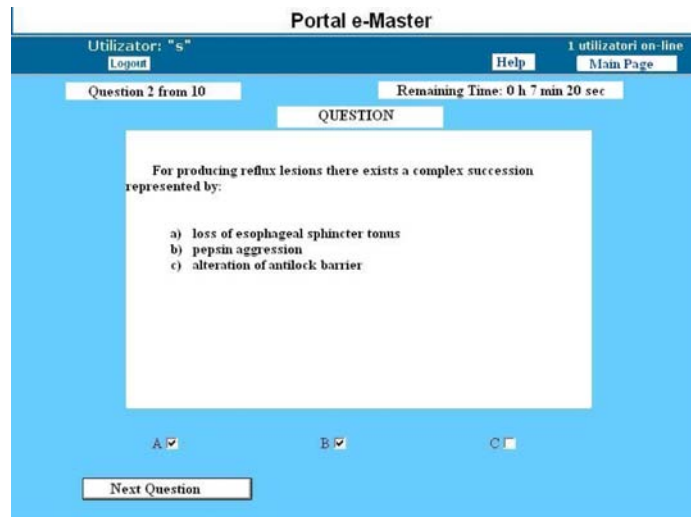 Portal e-Master
Utilizator: "s"
1 utilizatori on-line
Logout
Help
Main Page
Question 2 from 10
Remaining Time: 0 h 7 min 20 sec
QUESTION
For producing reflux lesions there exists a complex succession
represented by:
a) loss of esophageal sphincter tonus
b) pepsin aggression
c) alteration of antilock barrier
A
B
C
Next Question